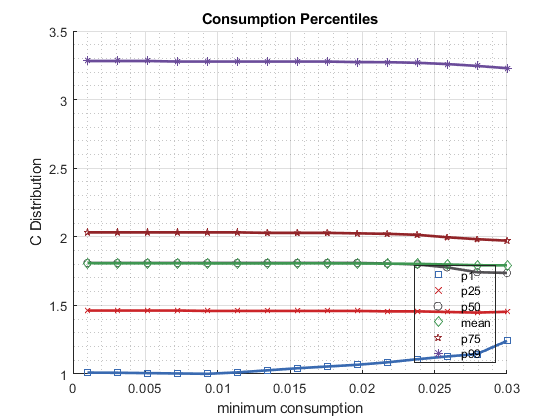 Consumption Percentiles
3.5
3
2.5
2
1.5
1
C Distribution
p1
p25
p50
mean
p75
p99
0 0.005 0.01 0.015 0.02 0.025 0.03
minimum consumption